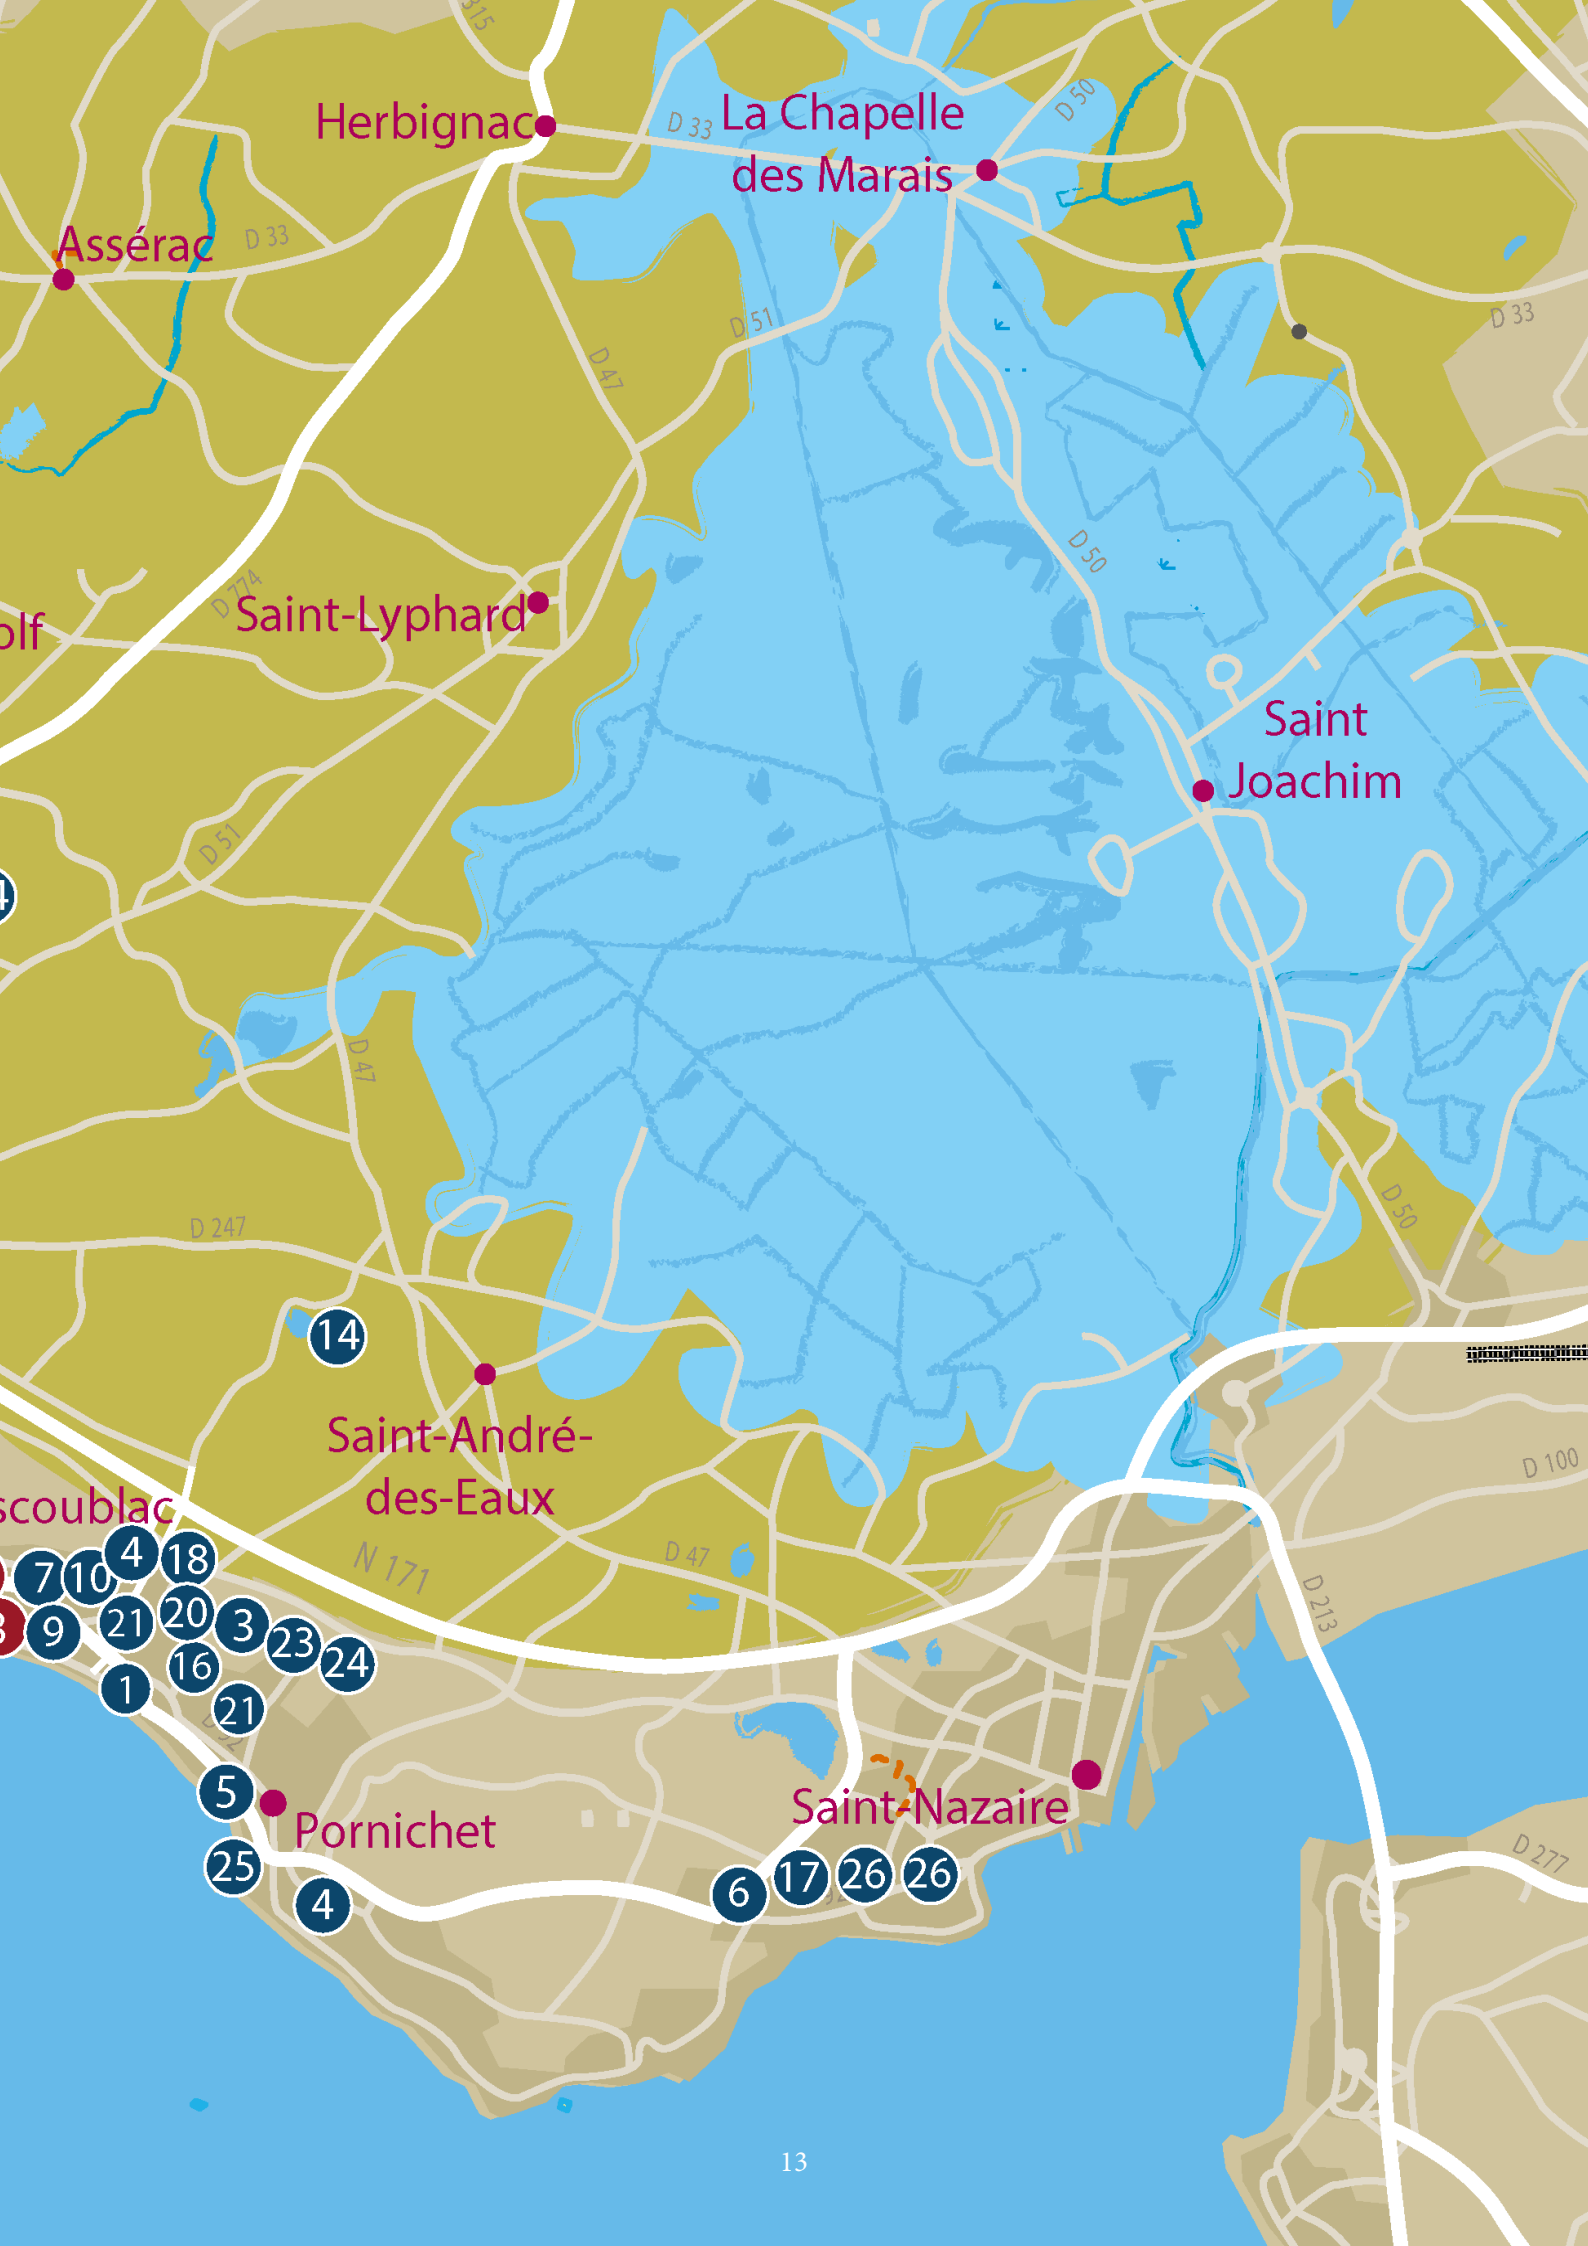 315
Herbignac
D 33
La Chapelle
des Marais
D 50
Assérac
D 33
D 51
D 33
D 47
D 50
D 774
Saint-Lyphard
olf
Saint
Joachim
D 51
4
D 47
D 50
D 247
14
Saint-André-
des-Eaux
D 100
scoublac
N 171
D 47
7
10
4
18
D 213
9
21
20
3
23
24
16
1
21
5
Pornichet
Saint-Nazaire
D 277
25
4
6
17
26
26
13